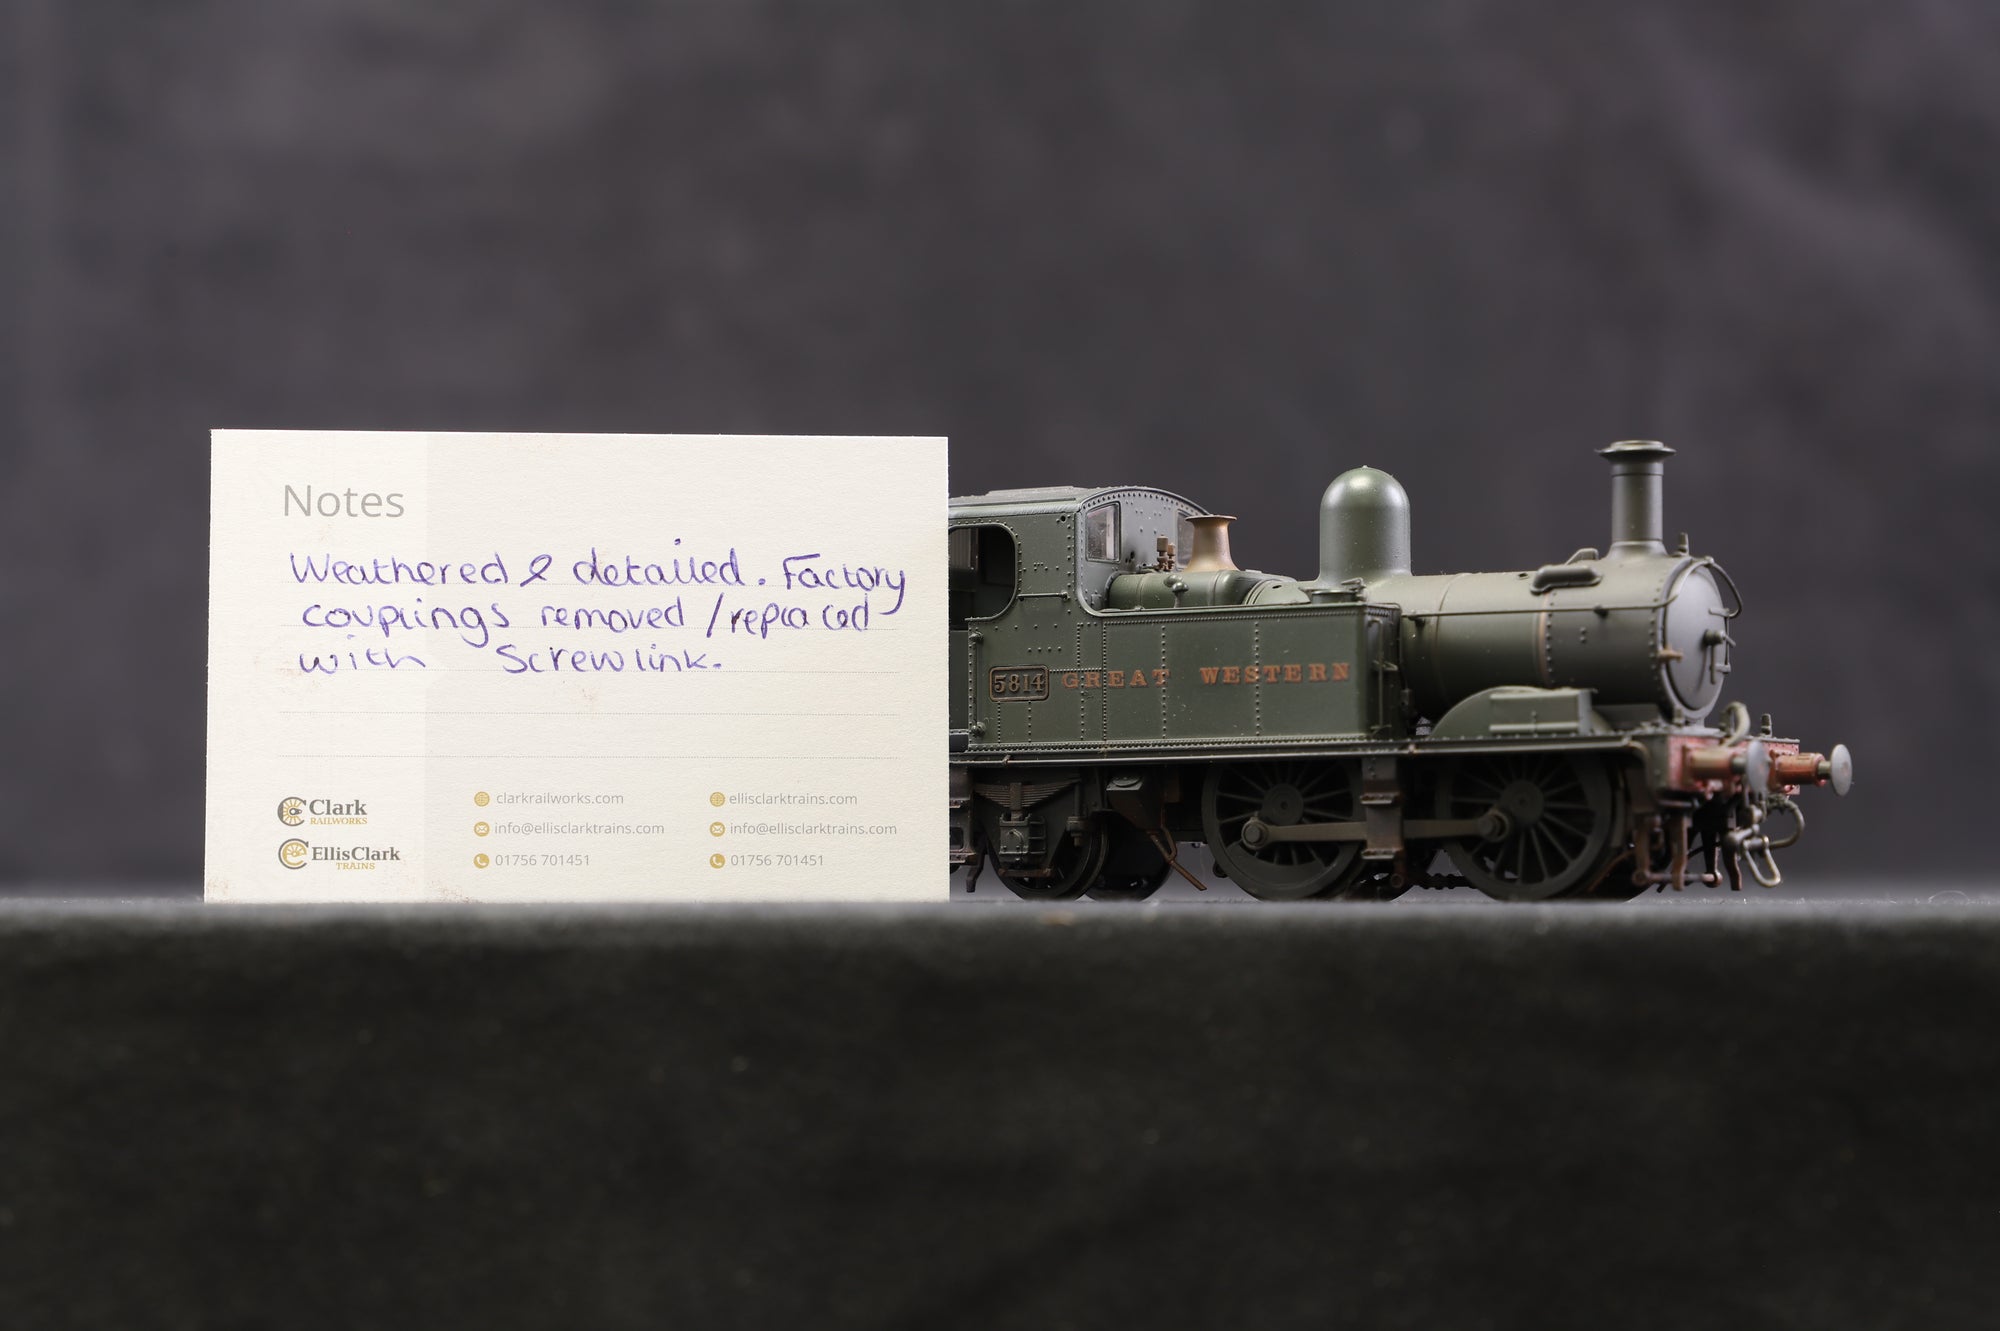 Notes
Weathered & detailed. Factory
couplings removed /replaced
with Screwlink.
Clark
RAILWORKS
EllisClark
TRAINS
clarkrailworks.com
info@ellisclarktrains.com
01756 701451
ellisclarktrains.com
info@ellisclarktrains.com
01756 701451
5814 GREAT WESTERN